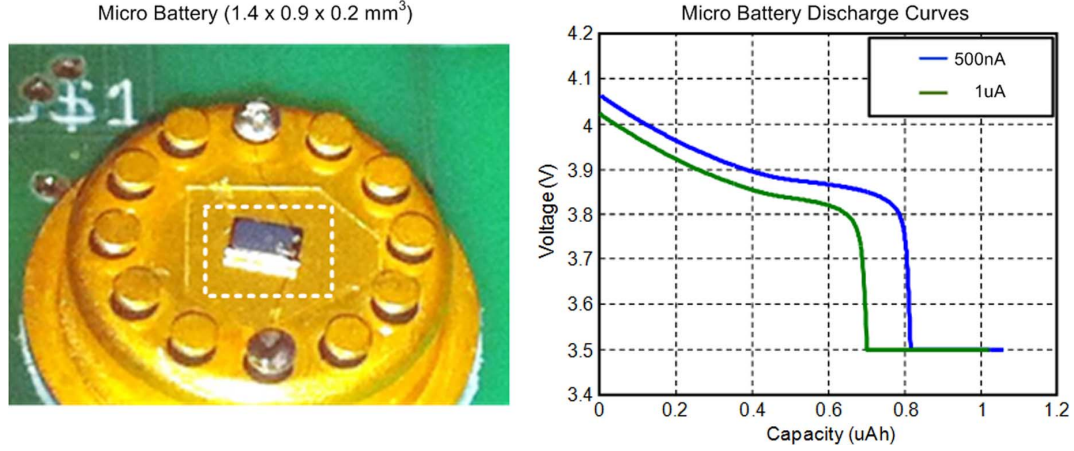 Micro Battery (1.4 x 0.9 x 0.2 mm³)
$1
Micro Battery Discharge Curves
500nA
1uA
Voltage (V)
4.2
4.1
4
3.9
3.8
3.7
3.6
3.5
3.4
0
0.2
0.4
0.6
0.8
1
1.2
Capacity (uAh)